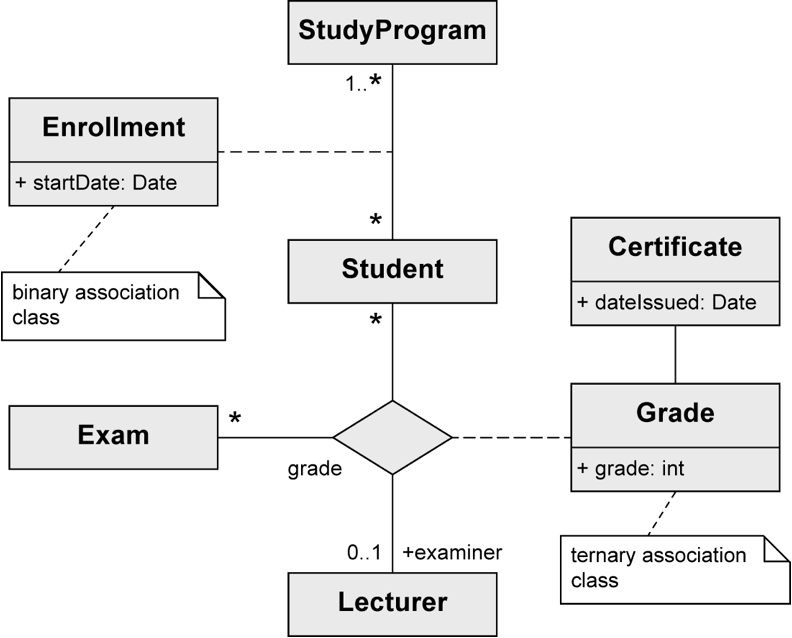 StudyProgram
1..*
Enrollment
+ startDate: Date
*
Student
binary association
class
Certificate
+ dateIssued: Date
*
Exam
*
grade
Grade
+ grade: int
0..1 +examiner
Lecturer
ternary association
class